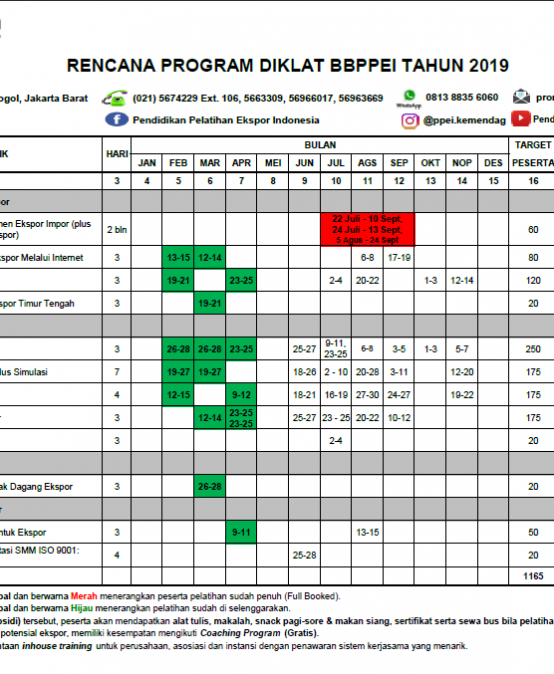 RENCANA PROGRAM DIKLAT BBPPEI TAHUN 2019
ogol, Jakarta Barat (021) 5674229 Ext. 106, 5663309, 56966017, 56963669 WhatsApp 0813 8835 6060 pro
Pendidikan Pelatihan Ekspor Indonesia @ppei.kemendag Pend
IK HARI BULAN TARGET
JAN FEB MAR APR MEI JUN JUL AGS SEP OKT NOP DES PESERTA
3 4 5 6 7 8 9 10 11 12 13 14 15 16
por
men Ekspor Impor (plus spor) 2 bln 22 Juli - 10 Sept, 24 Juli - 13 Sept, 5 Agus - 24 Sept 60
kspor Melalui Internet 3 13-15 12-14 6-8 17-19 80
3 19-21 23-25 2-4 20-22 1-3 12-14 120
spor Timur Tengah 3 19-21 20
3 26-28 26-28 23-25 25-27 9-11, 23-25 6-8 3-5 1-3 5-7 250
lus Simulasi 7 19-27 19-27 18-26 2 - 10 20-28 3-11 12-20 175
4 12-15 9-12 18-21 16-19 27-30 24-27 19-22 175
r 3 12-14 23-25 23-25 25-27 23 - 25 20-22 10-12 175
3 2-4 20
ak Dagang Ekspor 3 26-28 20
r
ntuk Ekspor 3 9-11 13-15 50
tasi SMM ISO 9001: 4 25-28 20
1165
pal dan berwarna Merah menerangkan peserta pelatihan sudah penuh (Full Booked).
pal dan berwarna Hijau menerangkan pelatihan sudah di selenggarakan.
sidi) tersebut, peserta akan mendapatkan alat tulis, makalah, snack pagi-sore & makan siang, sertifikat serta sewa bus bila pelatiha
potensial ekspor, memiliki kesempatan mengikuti Coaching Program (Gratis).
ntaan inhouse training untuk perusahaan, asosiasi dan instansi dengan penawaran sistem kerjasama yang menarik.